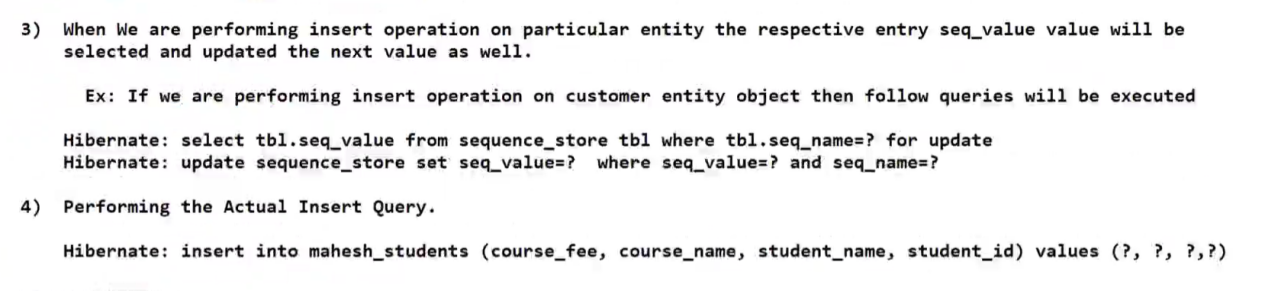 3) When We are performing insert operation on particular entity the respective entry seq_value value will be
selected and updated the next value as well.
Ex: If we are performing insert operation on customer entity object then follow queries will be executed
Hibernate: select tbl.seq_value from sequence_store tbl where tbl.seq_name=? for update
Hibernate: update sequence_store set seq_value=? where seq_value=? and seq_name=?
4) Performing the Actual Insert Query.
Hibernate: insert into mahesh_students (course_fee, course_name, student_name, student_id) values (?, ?, ?,?)